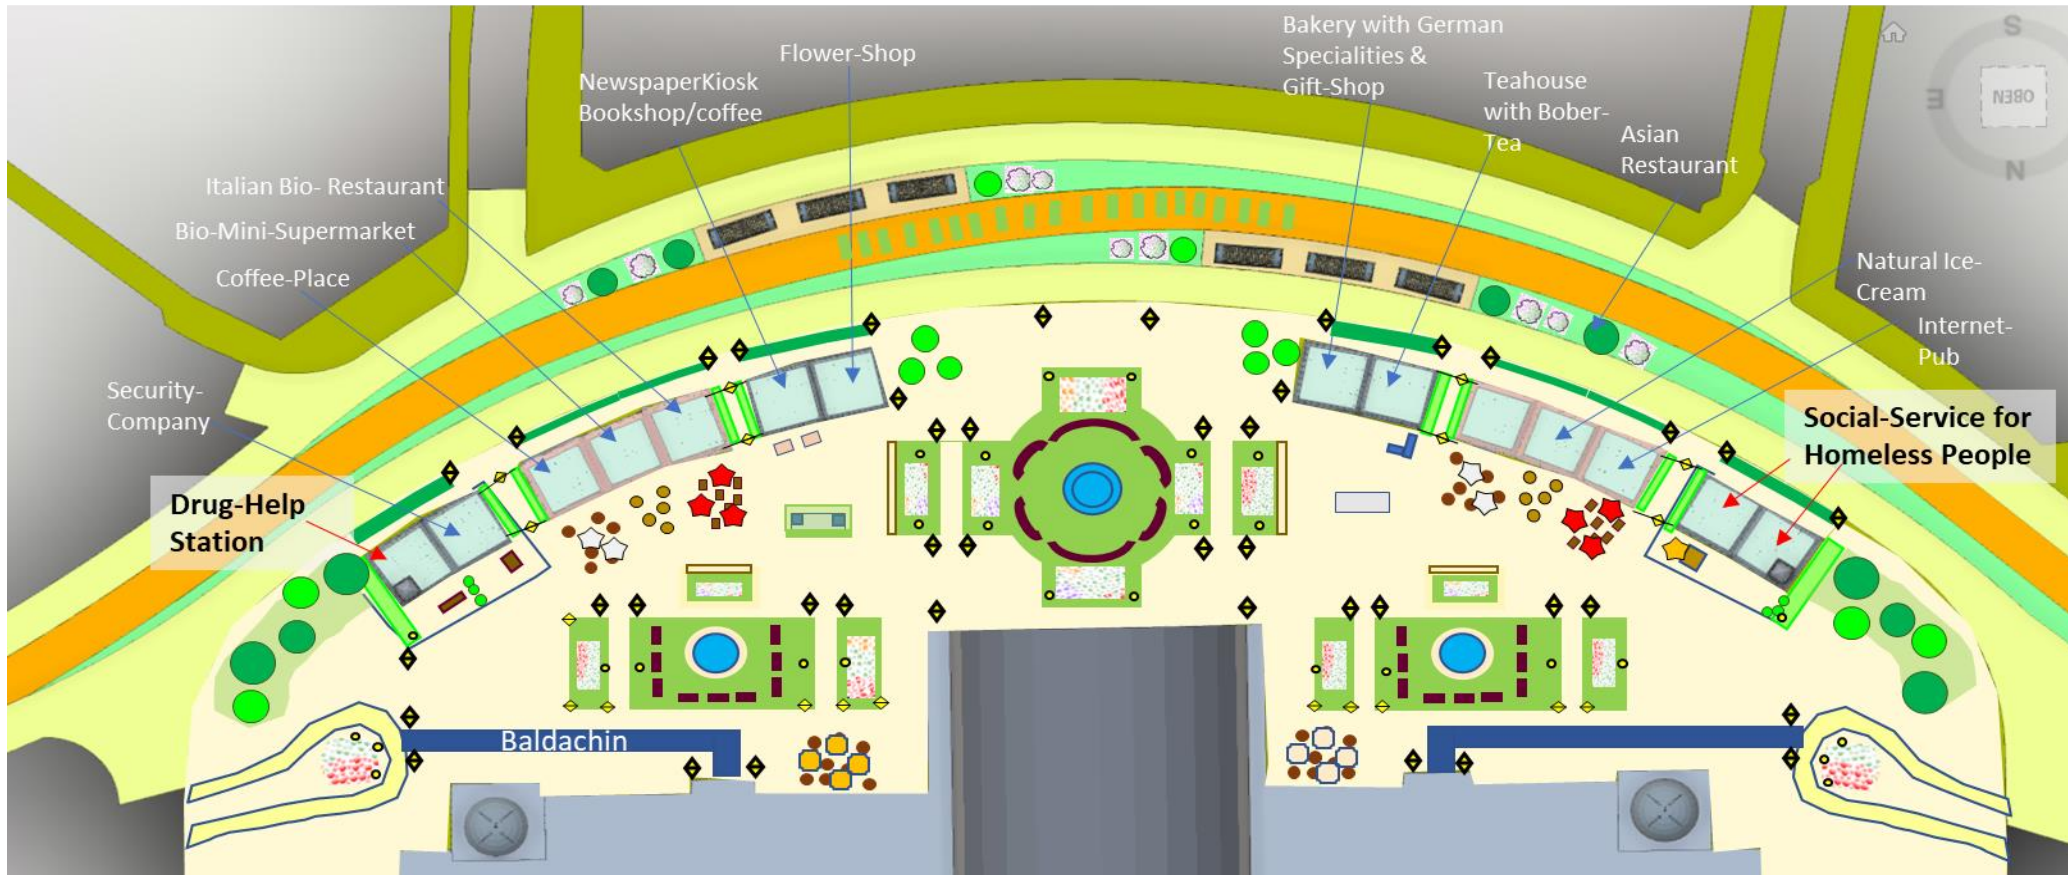 Bakery with German
Specialities &
Gift-Shop
Flower-Shop
NewspaperKiosk
Bookshop/coffee
Teahouse
with Bober-
Tea
Asian
Restaurant
Italian Bio- Restaurant
Bio-Mini-Supermarket
Coffee-Place
Natural Ice-
Cream
Internet-
Pub
Security-
Company
Social-Service for
Homeless People
Drug-Help
Station
Baldachin
S
E
OBEN
N